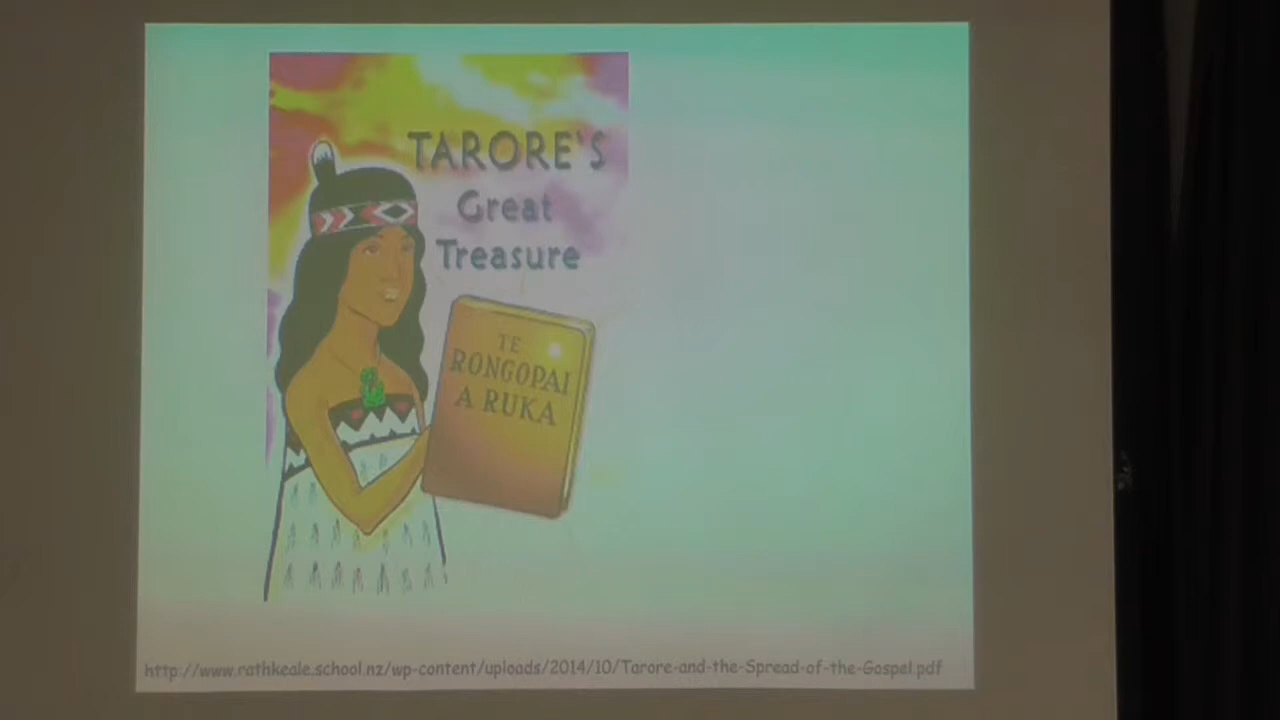 TARORE'S
Great
Treasure
TE
RONGOPAI
A RUKA
http://www.rathkeale.school.nz/wp-content/uploads/2014/10/Tarore-and-the-Spread-of-the-Gospel.pdf